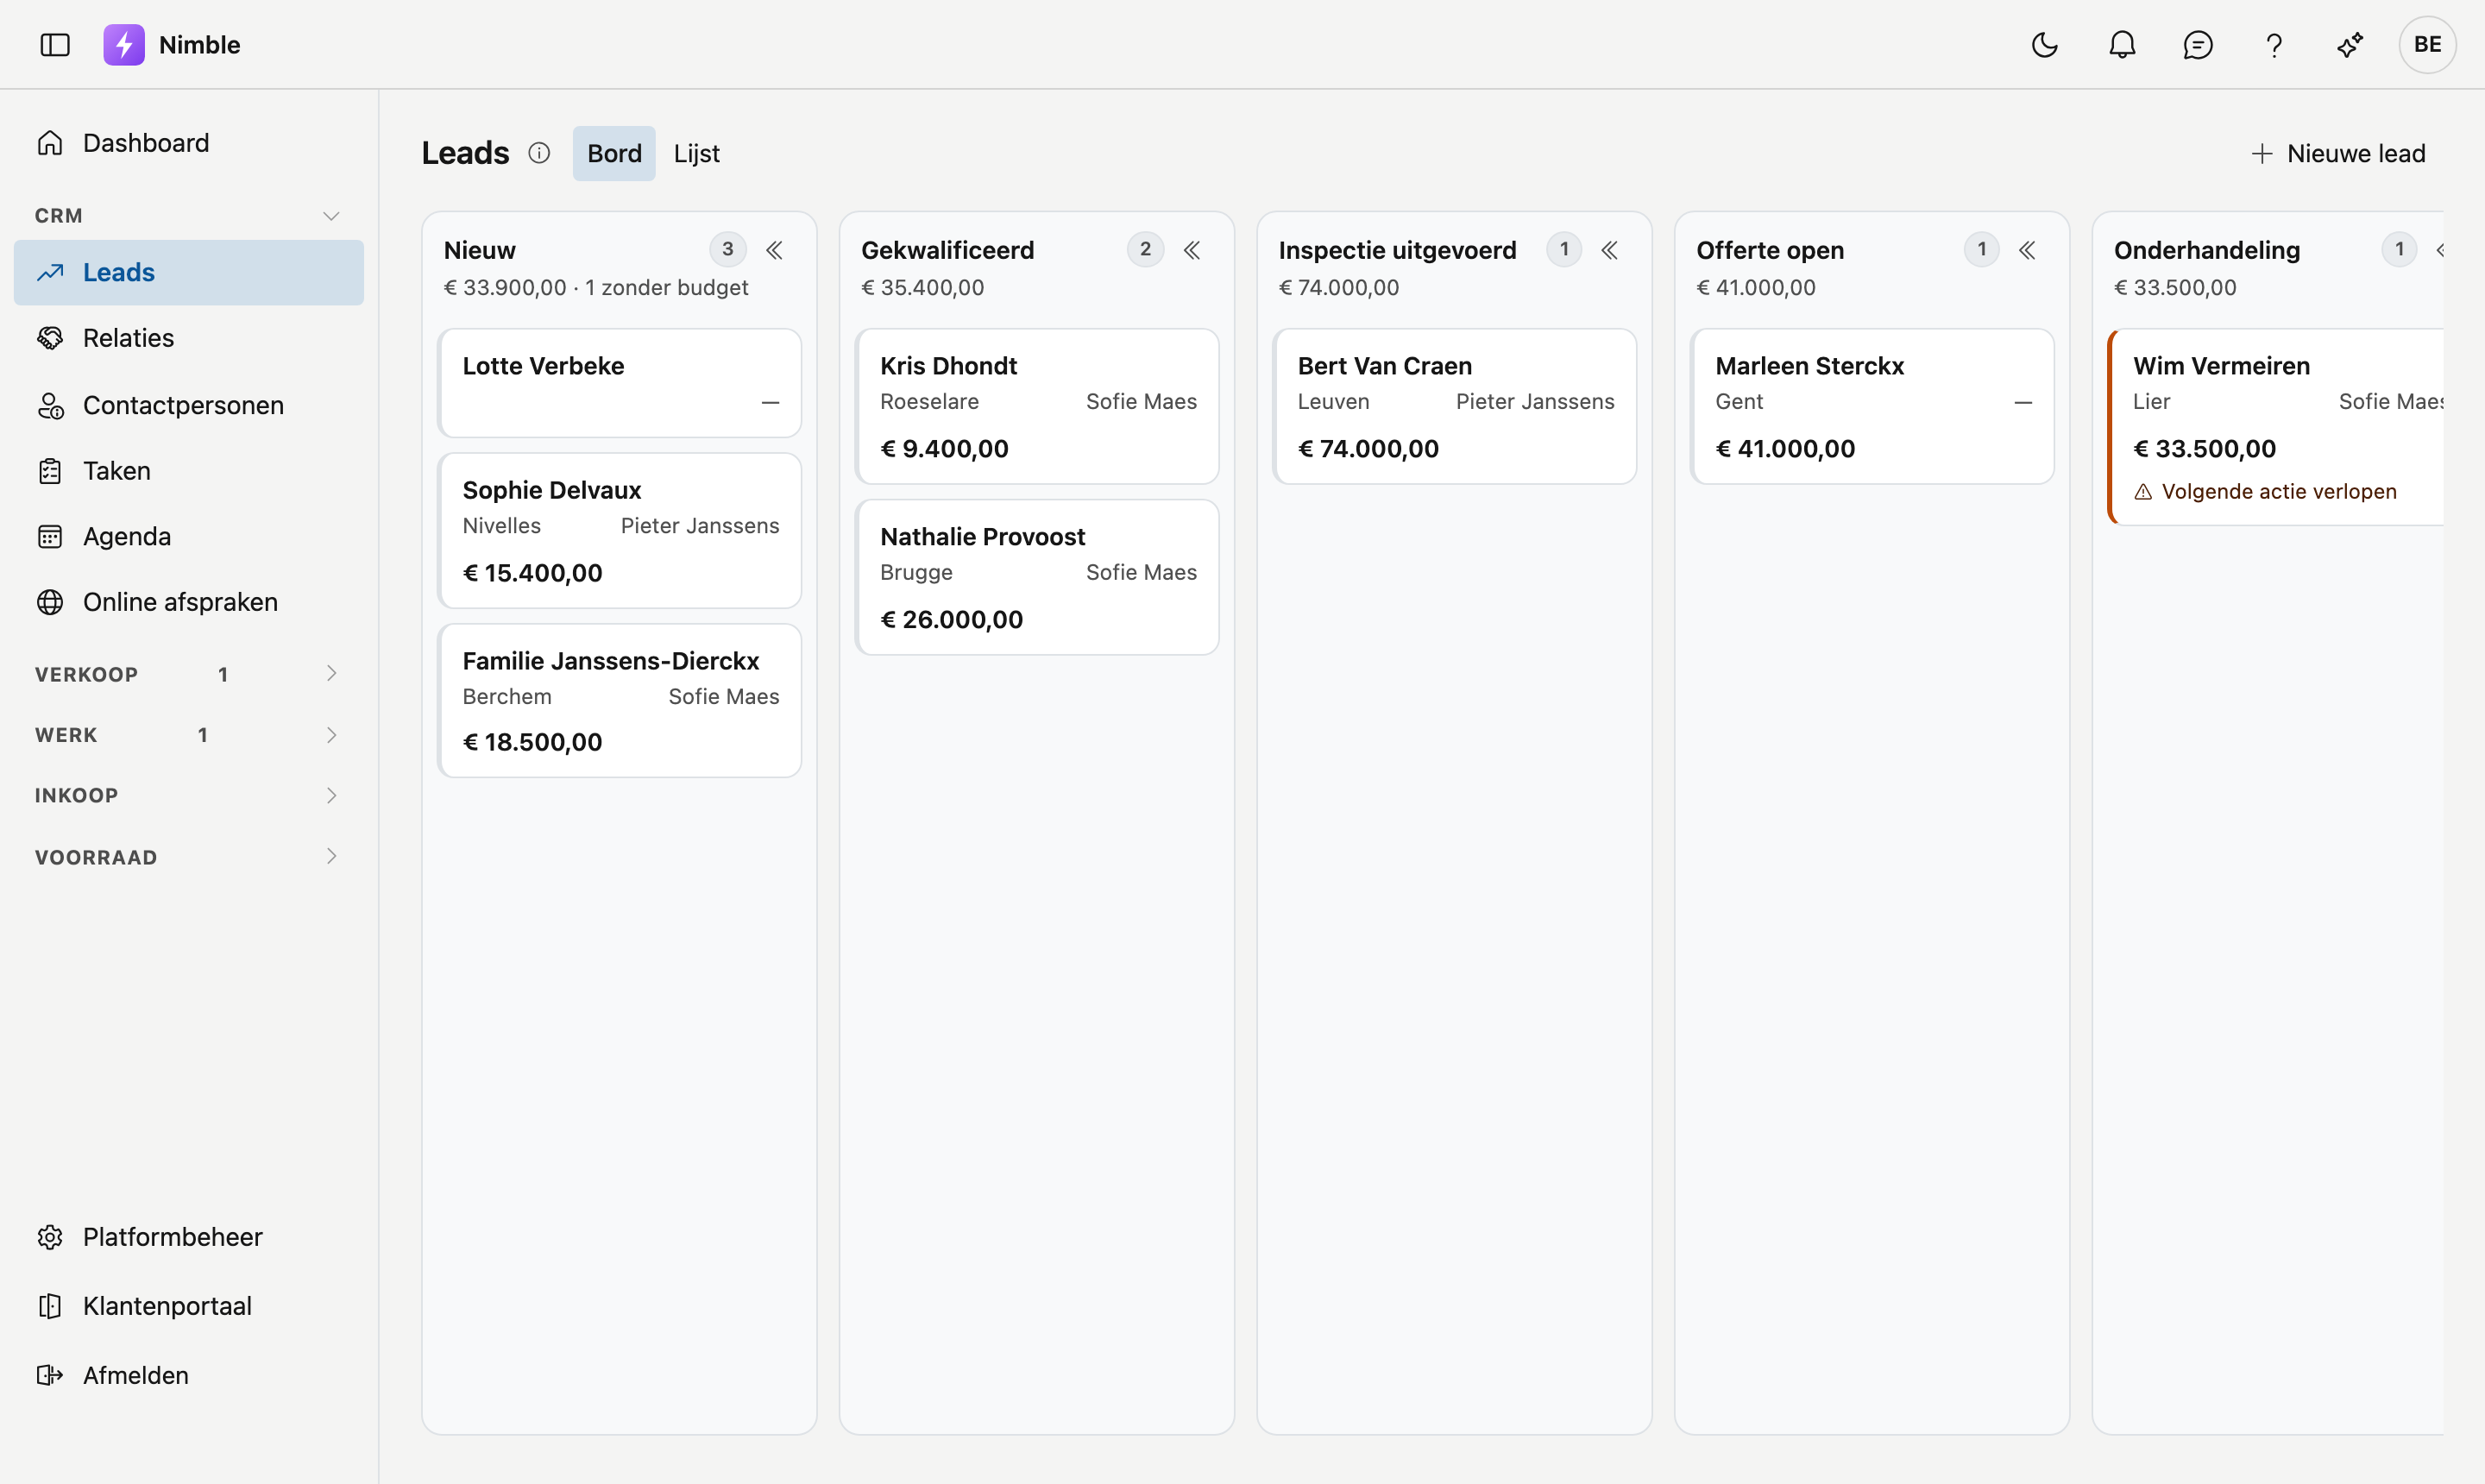 Nimble
BE
Dashboard
CRM
Leads
Relaties
Contactpersonen
Taken
Agenda
Online afspraken
VERKOOP 1
WERK 1
INKOOP
VOORRAAD
Platformbeheer
Klantenportaal
Afmelden
Leads Bord Lijst
Nieuwe lead
Nieuw 3
€ 33.900,00 · 1 zonder budget
Lotte Verbeke
—
Sophie Delvaux
Nivelles Pieter Janssens
€ 15.400,00
Familie Janssens-Dierckx
Berchem Sofie Maes
€ 18.500,00
Gekwalificeerd 2
€ 35.400,00
Kris Dhondt
Roeselare Sofie Maes
€ 9.400,00
Nathalie Provoost
Brugge Sofie Maes
€ 26.000,00
Inspectie uitgevoerd 1
€ 74.000,00
Bert Van Craen
Leuven Pieter Janssens
€ 74.000,00
Offerte open 1
€ 41.000,00
Marleen Sterckx
Gent —
€ 41.000,00
Onderhandeling 1
€ 33.500,00
Wim Vermeiren
Lier Sofie Maes
€ 33.500,00
Volgende actie verlopen